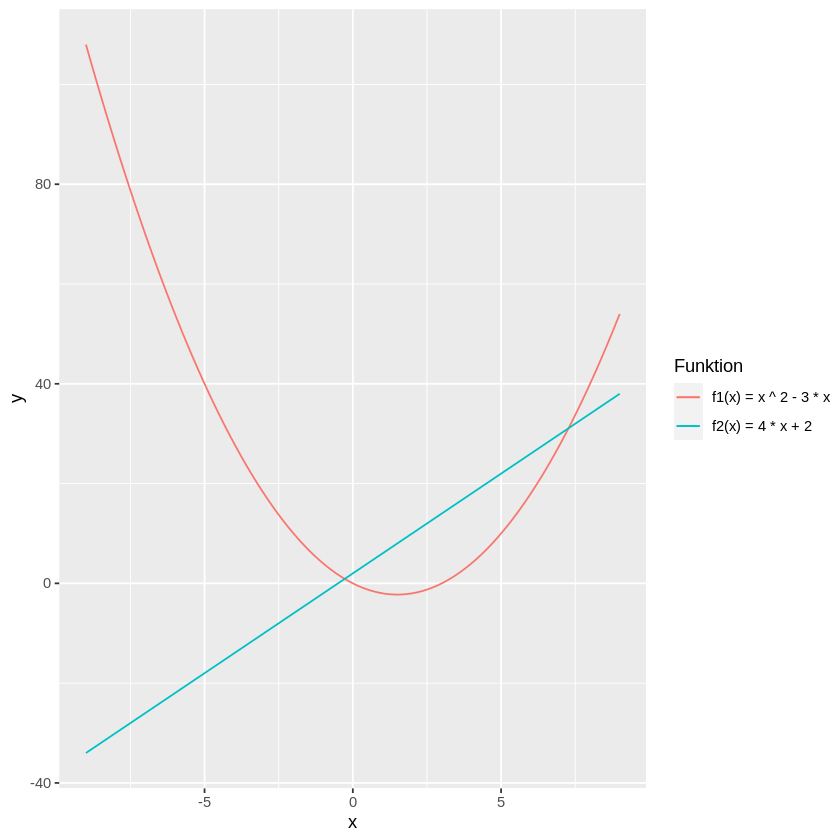 80
40
0
-40
-5
0
5
x
y
Funktion
f1(x) = x ^ 2 - 3 * x
f2(x) = 4 * x + 2